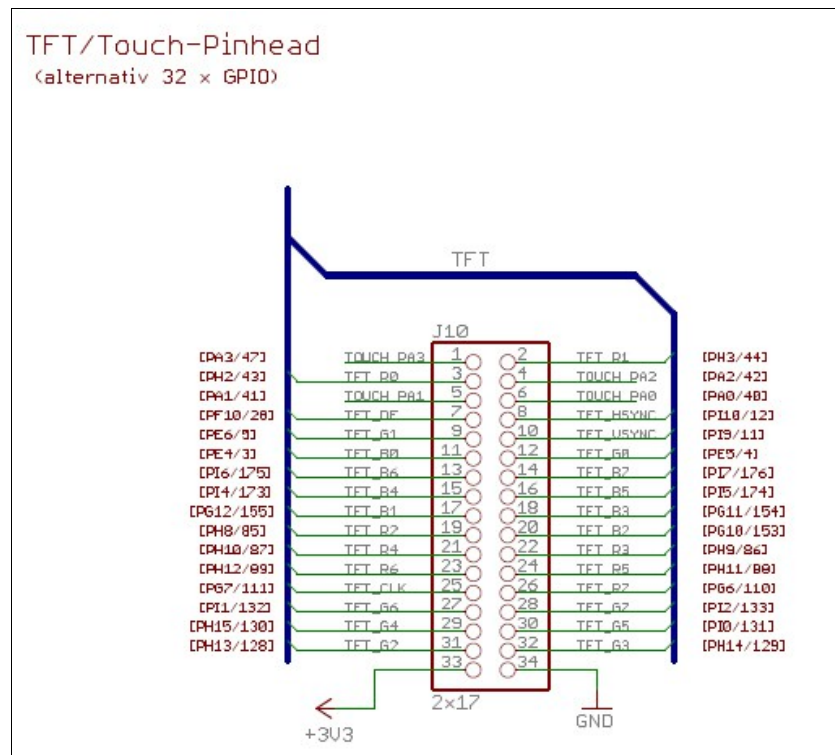 TFT/Touch-Pinhead
(alternativ 32 x GPIO)
TFT
J10
[PA3/47] TOUCH_PA3 1 2 TFT_R1 [PH3/44]
[PH2/43] TFT_R0 3 4 TOUCH_PA2 [PA2/42]
[PA1/41] TOUCH_PA1 5 6 TOUCH_PA0 [PA0/40]
[PF10/28] TFT_DE 7 8 TFT_HSYNC [PI10/12]
[PE6/5] TFT_G1 9 10 TFT_VSYNC [PI9/11]
[PE4/3] TFT_B0 11 12 TFT_G0 [PE5/4]
[PI6/175] TFT_B6 13 14 TFT_B7 [PI7/176]
[PI4/173] TFT_B4 15 16 TFT_B5 [PI5/174]
[PG12/155] TFT_B1 17 18 TFT_B3 [PG11/154]
[PH8/85] TFT_R2 19 20 TFT_B2 [PG10/153]
[PH10/87] TFT_R4 21 22 TFT_R3 [PH9/86]
[PH12/89] TFT_R6 23 24 TFT_R5 [PH11/88]
[PG7/111] TFT_CLK 25 26 TFT_R7 [PG6/110]
[PI1/132] TFT_G6 27 28 TFT_G7 [PI2/133]
[PH15/130] TFT_G4 29 30 TFT_G5 [PI0/131]
[PH13/128] TFT_G2 31 32 TFT_G3 [PH14/129]
33 34
2x17
+3V3
GND